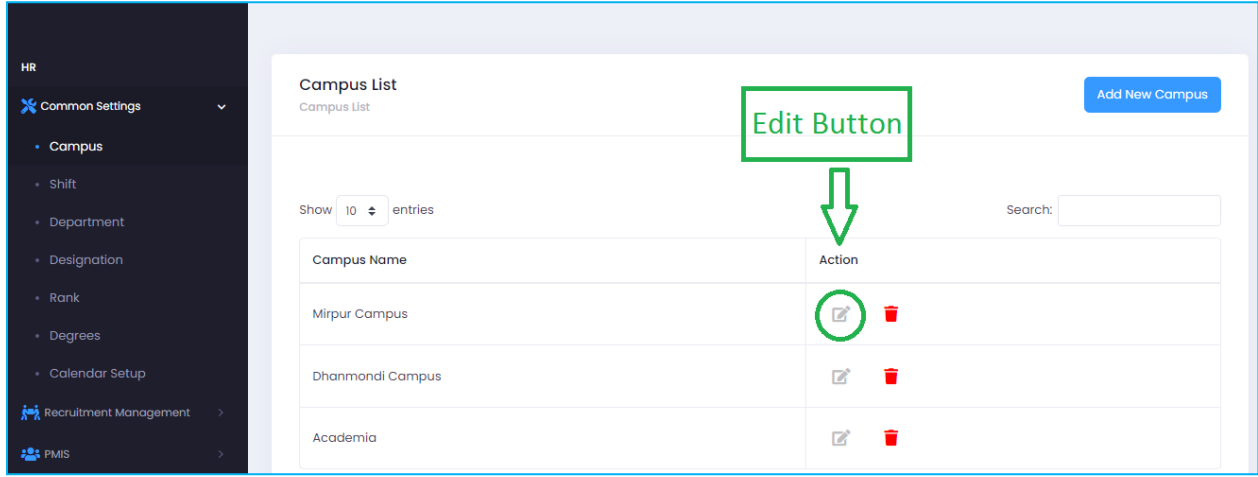 HR
Common Settings
Campus
Shift
Department
Designation
Rank
Degrees
Calendar Setup
Recruitment Management
PMIS
Campus List
Campus List
Add New Campus
Edit Button
Show 10 entries
Search:
Campus Name Action
Mirpur Campus
Dhanmondi Campus
Academia